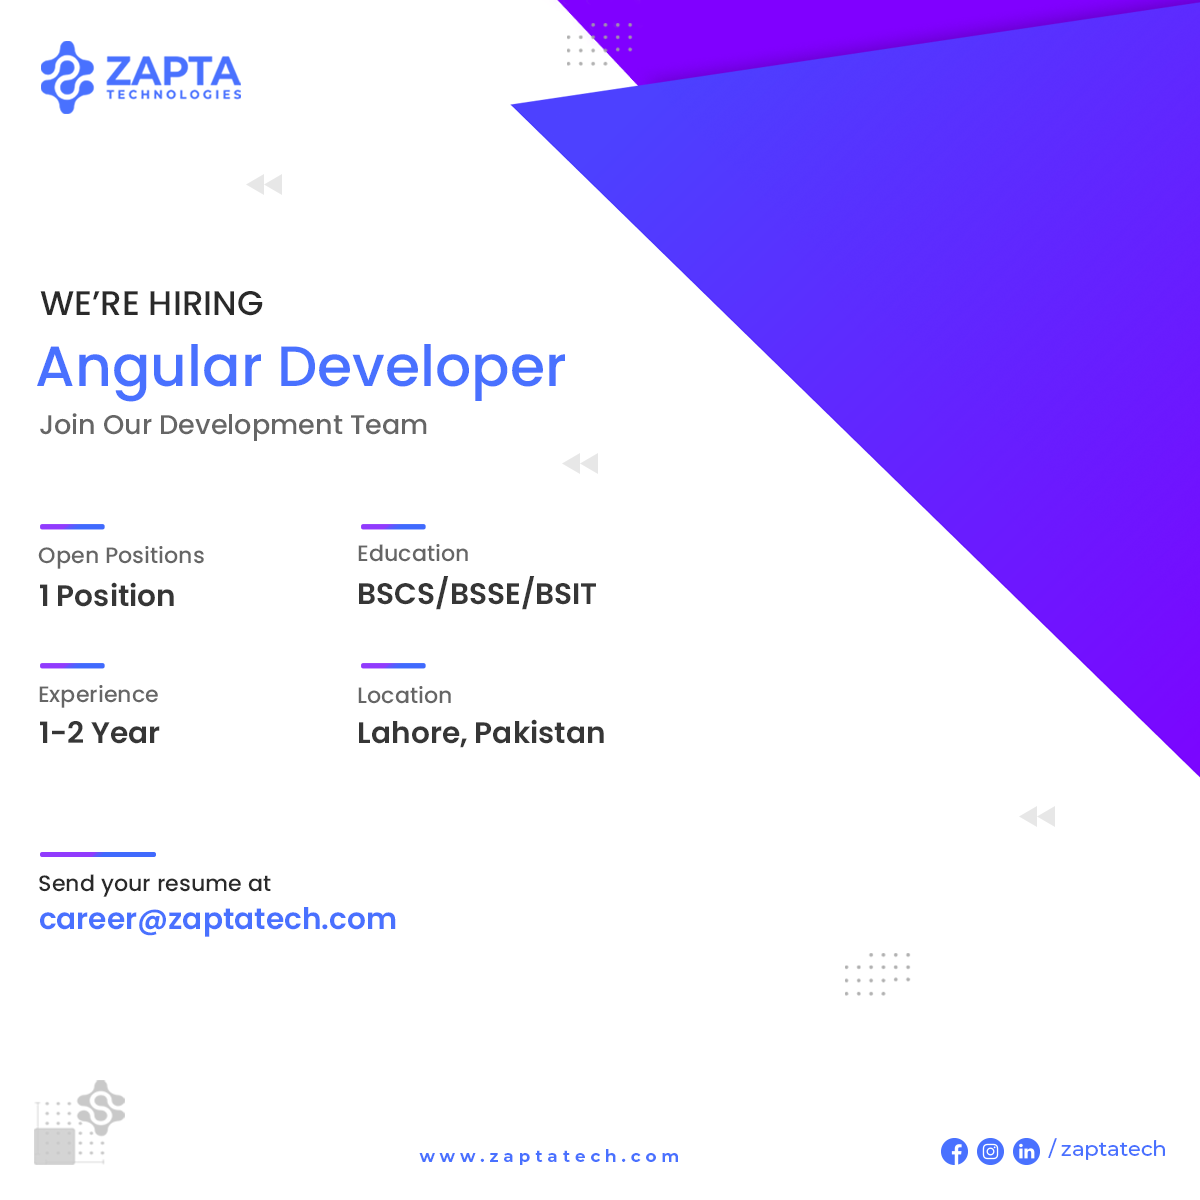 ZAPTA
TECHNOLOGIES
WE’RE HIRING
Angular Developer
Join Our Development Team
Open Positions
1 Position
Education
BSCS/BSSE/BSIT
Experience
1-2 Year
Location
Lahore, Pakistan
Send your resume at
career@zaptatech.com
www.zaptatech.com
/zaptatech